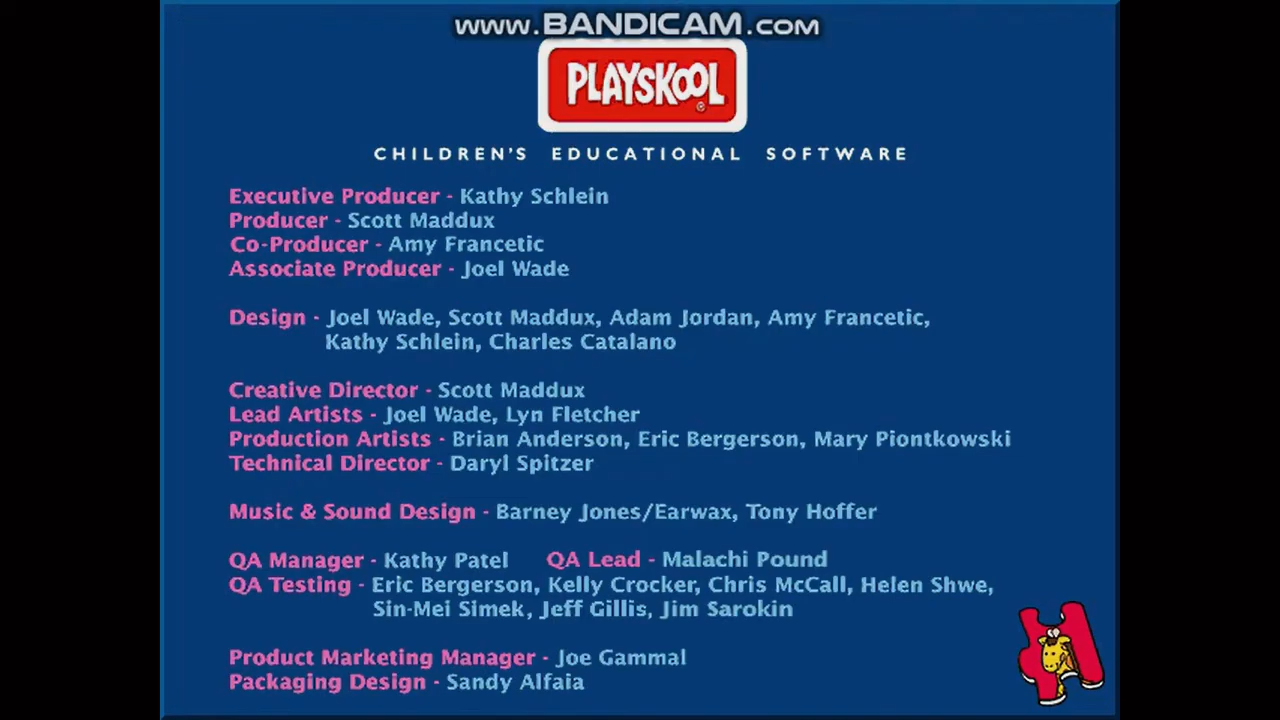 www.BANDICAM.com
PLAYSKOOL®
CHILDREN'S EDUCATIONAL SOFTWARE
Executive Producer - Kathy Schlein
Producer - Scott Maddux
Co-Producer - Amy Francetic
Associate Producer - Joel Wade
Design - Joel Wade, Scott Maddux, Adam Jordan, Amy Francetic,
Kathy Schlein, Charles Catalano
Creative Director - Scott Maddux
Lead Artists - Joel Wade, Lyn Fletcher
Production Artists - Brian Anderson, Eric Bergerson, Mary Piontkowski
Technical Director - Daryl Spitzer
Music & Sound Design - Barney Jones/Earwax, Tony Hoffer
QA Manager - Kathy Patel QA Lead - Malachi Pound
QA Testing - Eric Bergerson, Kelly Crocker, Chris McCall, Helen Shwe,
Sin-Mei Simek, Jeff Gillis, Jim Sarokin
Product Marketing Manager - Joe Gammal
Packaging Design - Sandy Alfaia